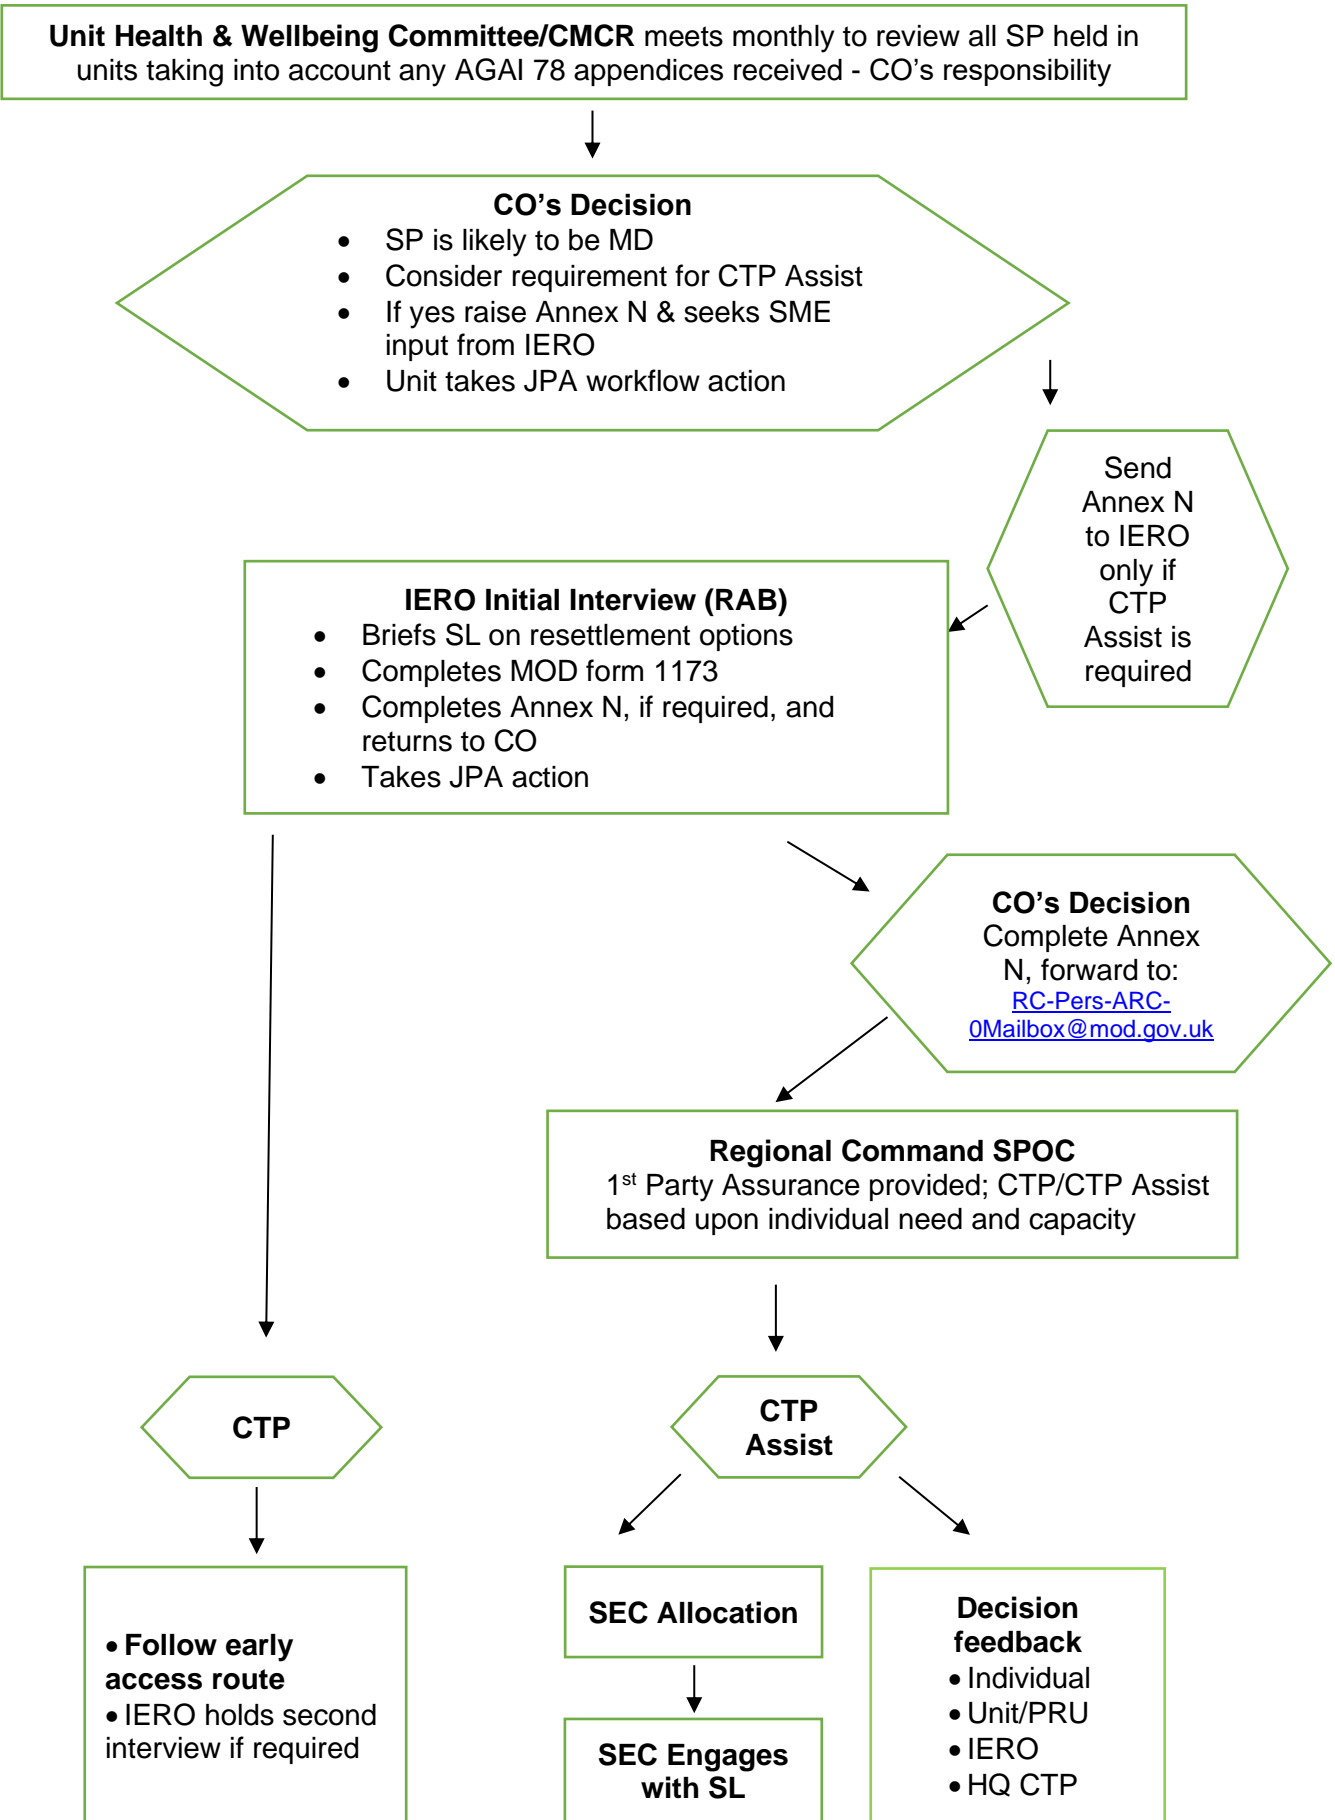 Unit Health & Wellbeing Committee/CMCR meets monthly to review all SP held in
units taking into account any AGAI 78 appendices received - CO’s responsibility
CO’s Decision
• SP is likely to be MD
• Consider requirement for CTP Assist
• If yes raise Annex N & seeks SME
input from IERO
• Unit takes JPA workflow action
Send
Annex N
to IERO
only if
CTP
Assist is
required
IERO Initial Interview (RAB)
• Briefs SL on resettlement options
• Completes MOD form 1173
• Completes Annex N, if required, and
returns to CO
• Takes JPA action
CO’s Decision
Complete Annex
N, forward to:
RC-Pers-ARC-
0Mailbox@mod.gov.uk
Regional Command SPOC
1st Party Assurance provided; CTP/CTP Assist
based upon individual need and capacity
CTP
CTP
Assist
• Follow early
access route
• IERO holds second
interview if required
SEC Allocation
SEC Engages
with SL
Decision
feedback
• Individual
• Unit/PRU
• IERO
• HQ CTP